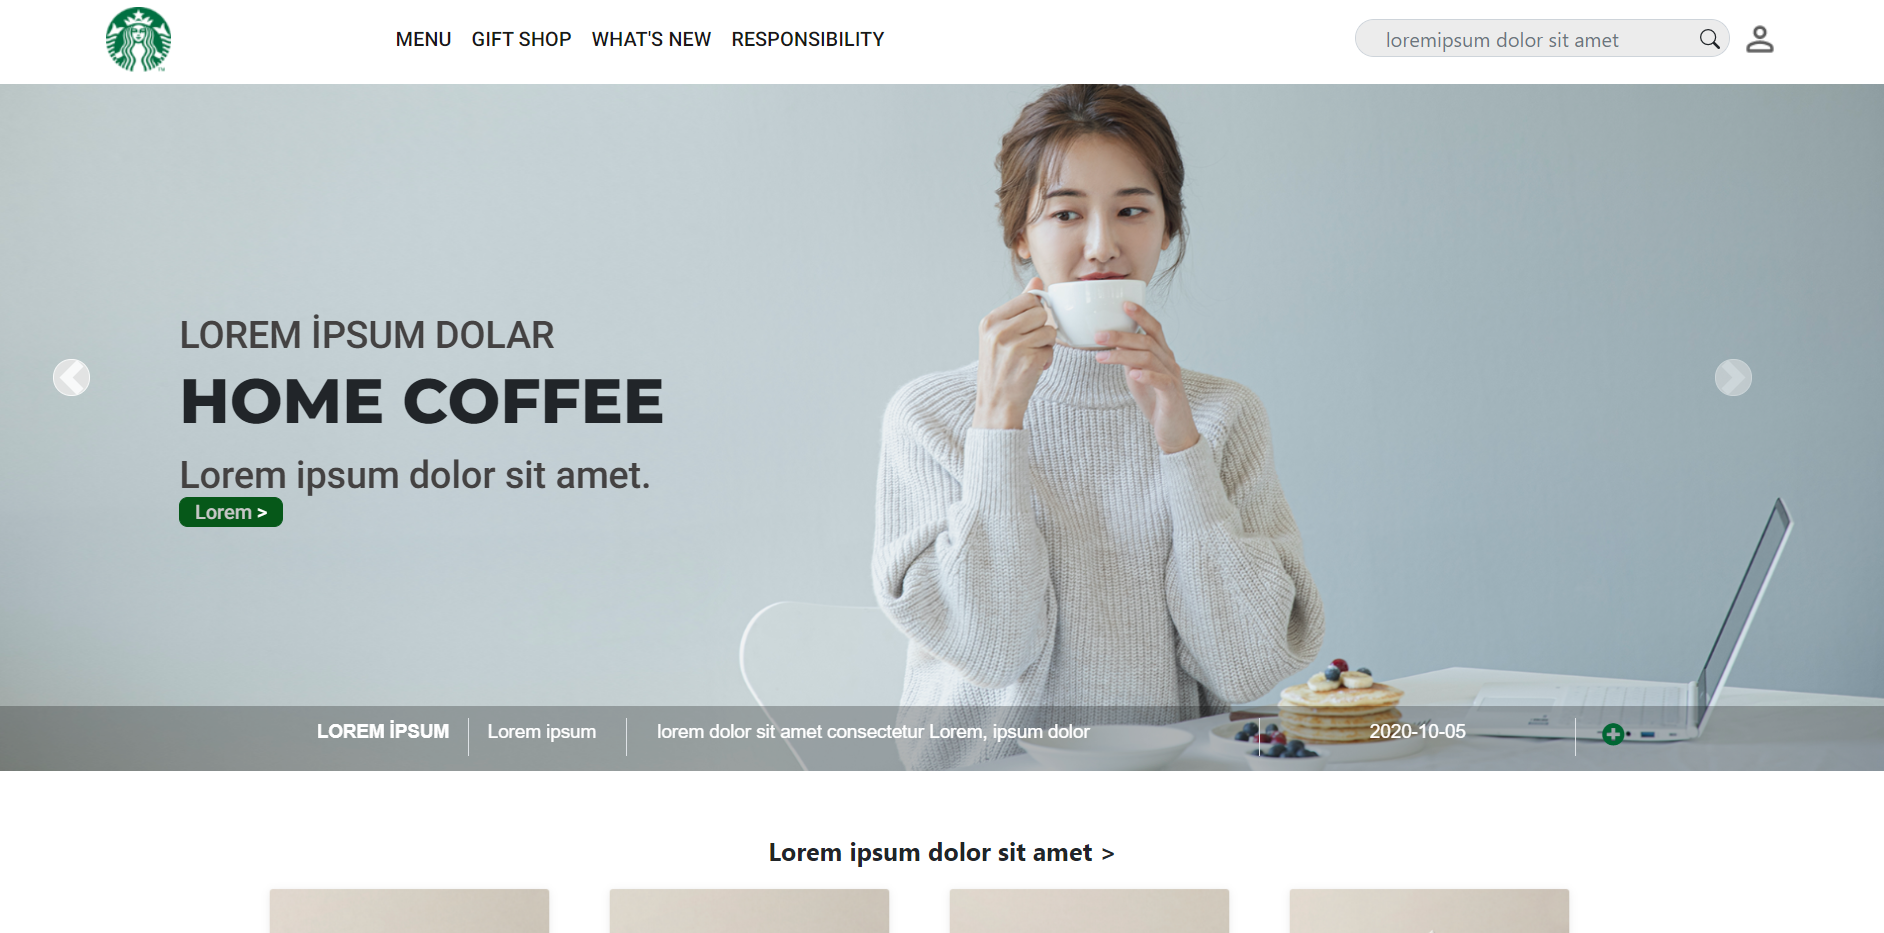 MENU GIFT SHOP WHAT'S NEW RESPONSIBILITY
loremipsum dolor sit amet
LOREM İPSUM DOLAR
HOME COFFEE
Lorem ipsum dolor sit amet.
Lorem >
LOREM İPSUM Lorem ipsum lorem dolor sit amet consectetur Lorem, ipsum dolor 2020-10-05
Lorem ipsum dolor sit amet >